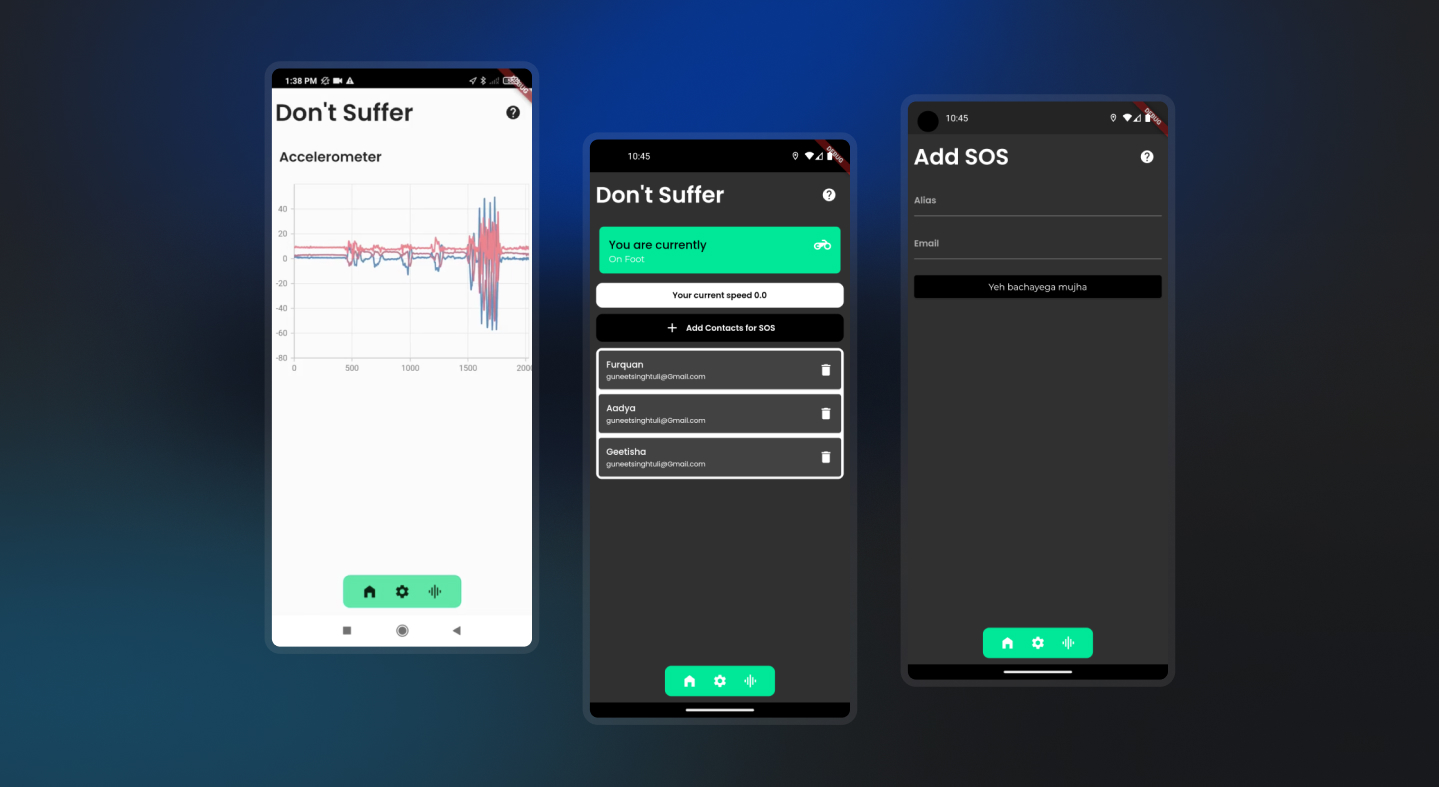 1:38 PM
DEBUG
Don't Suffer
Accelerometer
40
20
0
-20
-40
-60
-80
0 500 1000 1500 2000
10:45
DEBUG
Don't Suffer
You are currently
On Foot
Your current speed 0.0
Add Contacts for SOS
Furquan
guneetsinghtuli@Gmail.com
Aadya
guneetsinghtuli@Gmail.com
Geetisha
guneetsinghtuli@Gmail.com
10:45
DEBUG
Add SOS
Alias
Email
Yeh bachayega mujha